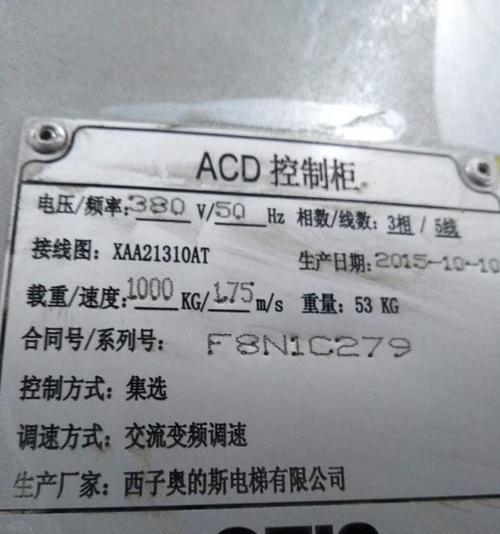 ACD 控制柜
电压/频率:380 V/50 Hz 相数/线数: 3相 / 5线
接线图: XAA21310AT 生产日期:2015-10-10
载重/速度:1000 KG/1.75 m/s 重量: 53 KG
合同号/系列号: F8N1C279
控制方式: 集选
调速方式: 交流变频调速
生产厂家: 西子奥的斯电梯有限公司